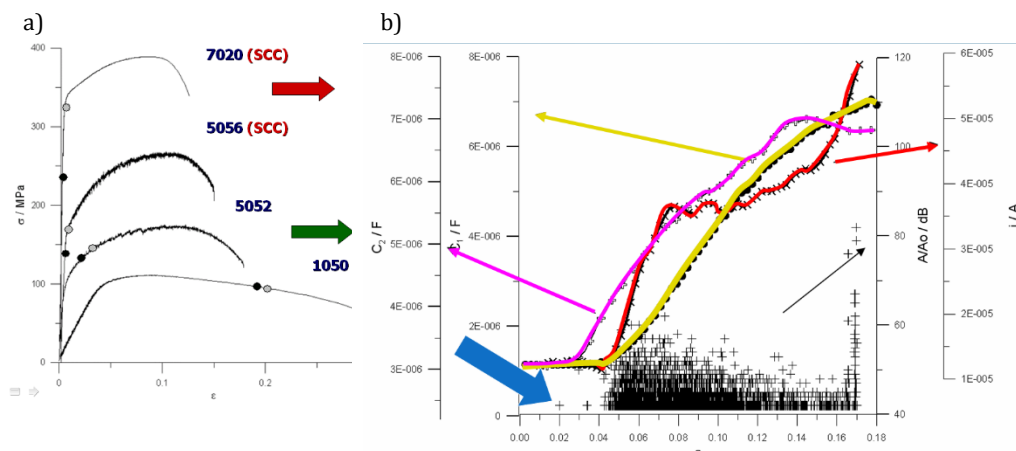 a)
7020 (SCC)
5056 (SCC)
5052
1050
σ / MPa
400
300
200
100
0
0
0.1
0.2
ε
b)
8E-006
7E-006
6E-006
5E-006
4E-006
3E-006
C_2 / F
8E-006
6E-006
4E-006
2E-006
0
C_1 / F
0.00
0.02
0.04
0.06
0.08
0.10
0.12
0.14
0.16
0.18
120
100
80
60
40
A/Ao / dB
6E-005
5E-005
4E-005
3E-005
2E-005
1E-005
i / A